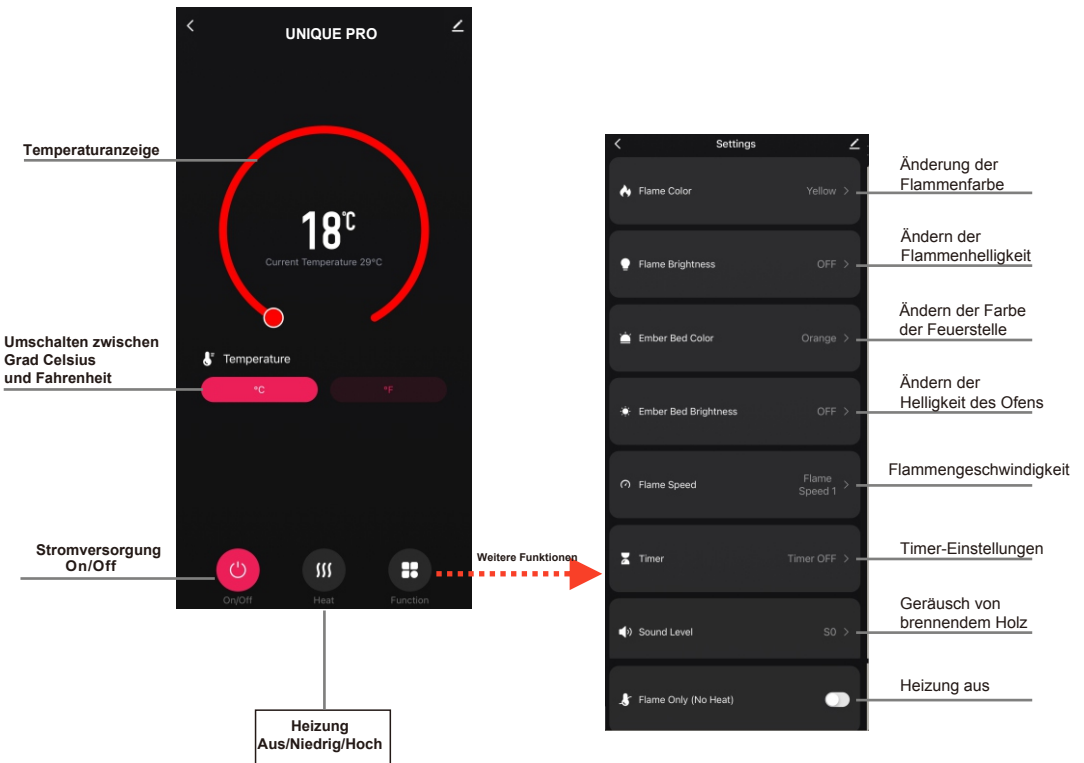 UNIQUE PRO
Temperaturanzeige
18°C
Current Temperature 29°C
Umschalten zwischen
Grad Celsius
und Fahrenheit
Temperature
°C
°F
Stromversorgung
On/Off
On/Off
Heat
Function
Weitere Funktionen
Heizung
Aus/Niedrig/Hoch
Settings
Flame Color
Yellow
Änderung der
Flammenfarbe
Flame Brightness
OFF
Ändern der
Flammenhelligkeit
Ember Bed Color
Orange
Ändern der Farbe
der Feuerstelle
Ember Bed Brightness
OFF
Ändern der
Helligkeit des Ofens
Flame Speed
Flame
Speed 1
Flammengeschwindigkeit
Timer
Timer OFF
Timer-Einstellungen
Sound Level
S0
Geräusch von
brennendem Holz
Flame Only (No Heat)
Heizung aus